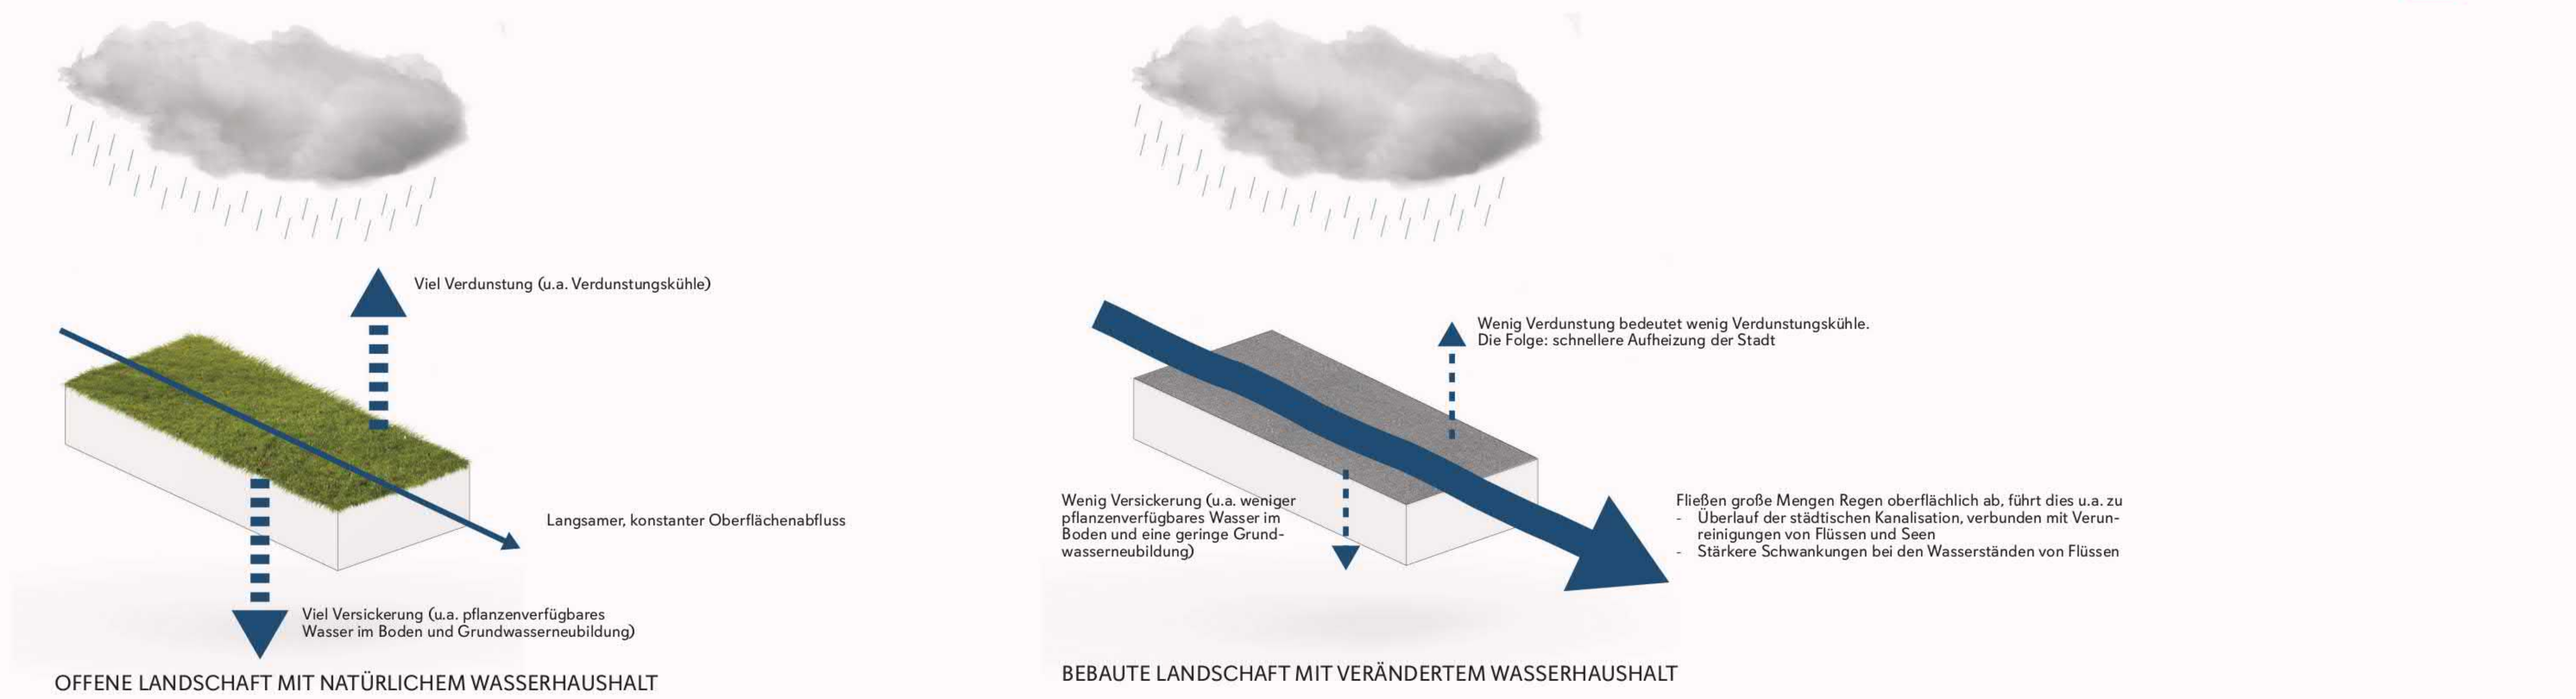 Viel Verdunstung (u.a. Verdunstungskühle)
Langsamer, konstanter Oberflächenabfluss
Viel Versickerung (u.a. pflanzenverfügbares
Wasser im Boden und Grundwasserneubildung)
OFFENE LANDSCHAFT MIT NATÜRLICHEM WASSERHAUSHALT
Wenig Verdunstung bedeutet wenig Verdunstungskühle.
Die Folge: schnellere Aufheizung der Stadt
Wenig Versickerung (u.a. weniger
pflanzenverfügbares Wasser im
Boden und eine geringe Grund-
wasserneubildung)
Fließen große Mengen Regen oberflächlich ab, führt dies u.a. zu
- Überlauf der städtischen Kanalisation, verbunden mit Verun-
reinigungen von Flüssen und Seen
- Stärkere Schwankungen bei den Wasserständen von Flüssen
BEBAUTE LANDSCHAFT MIT VERÄNDERTEM WASSERHAUSHALT